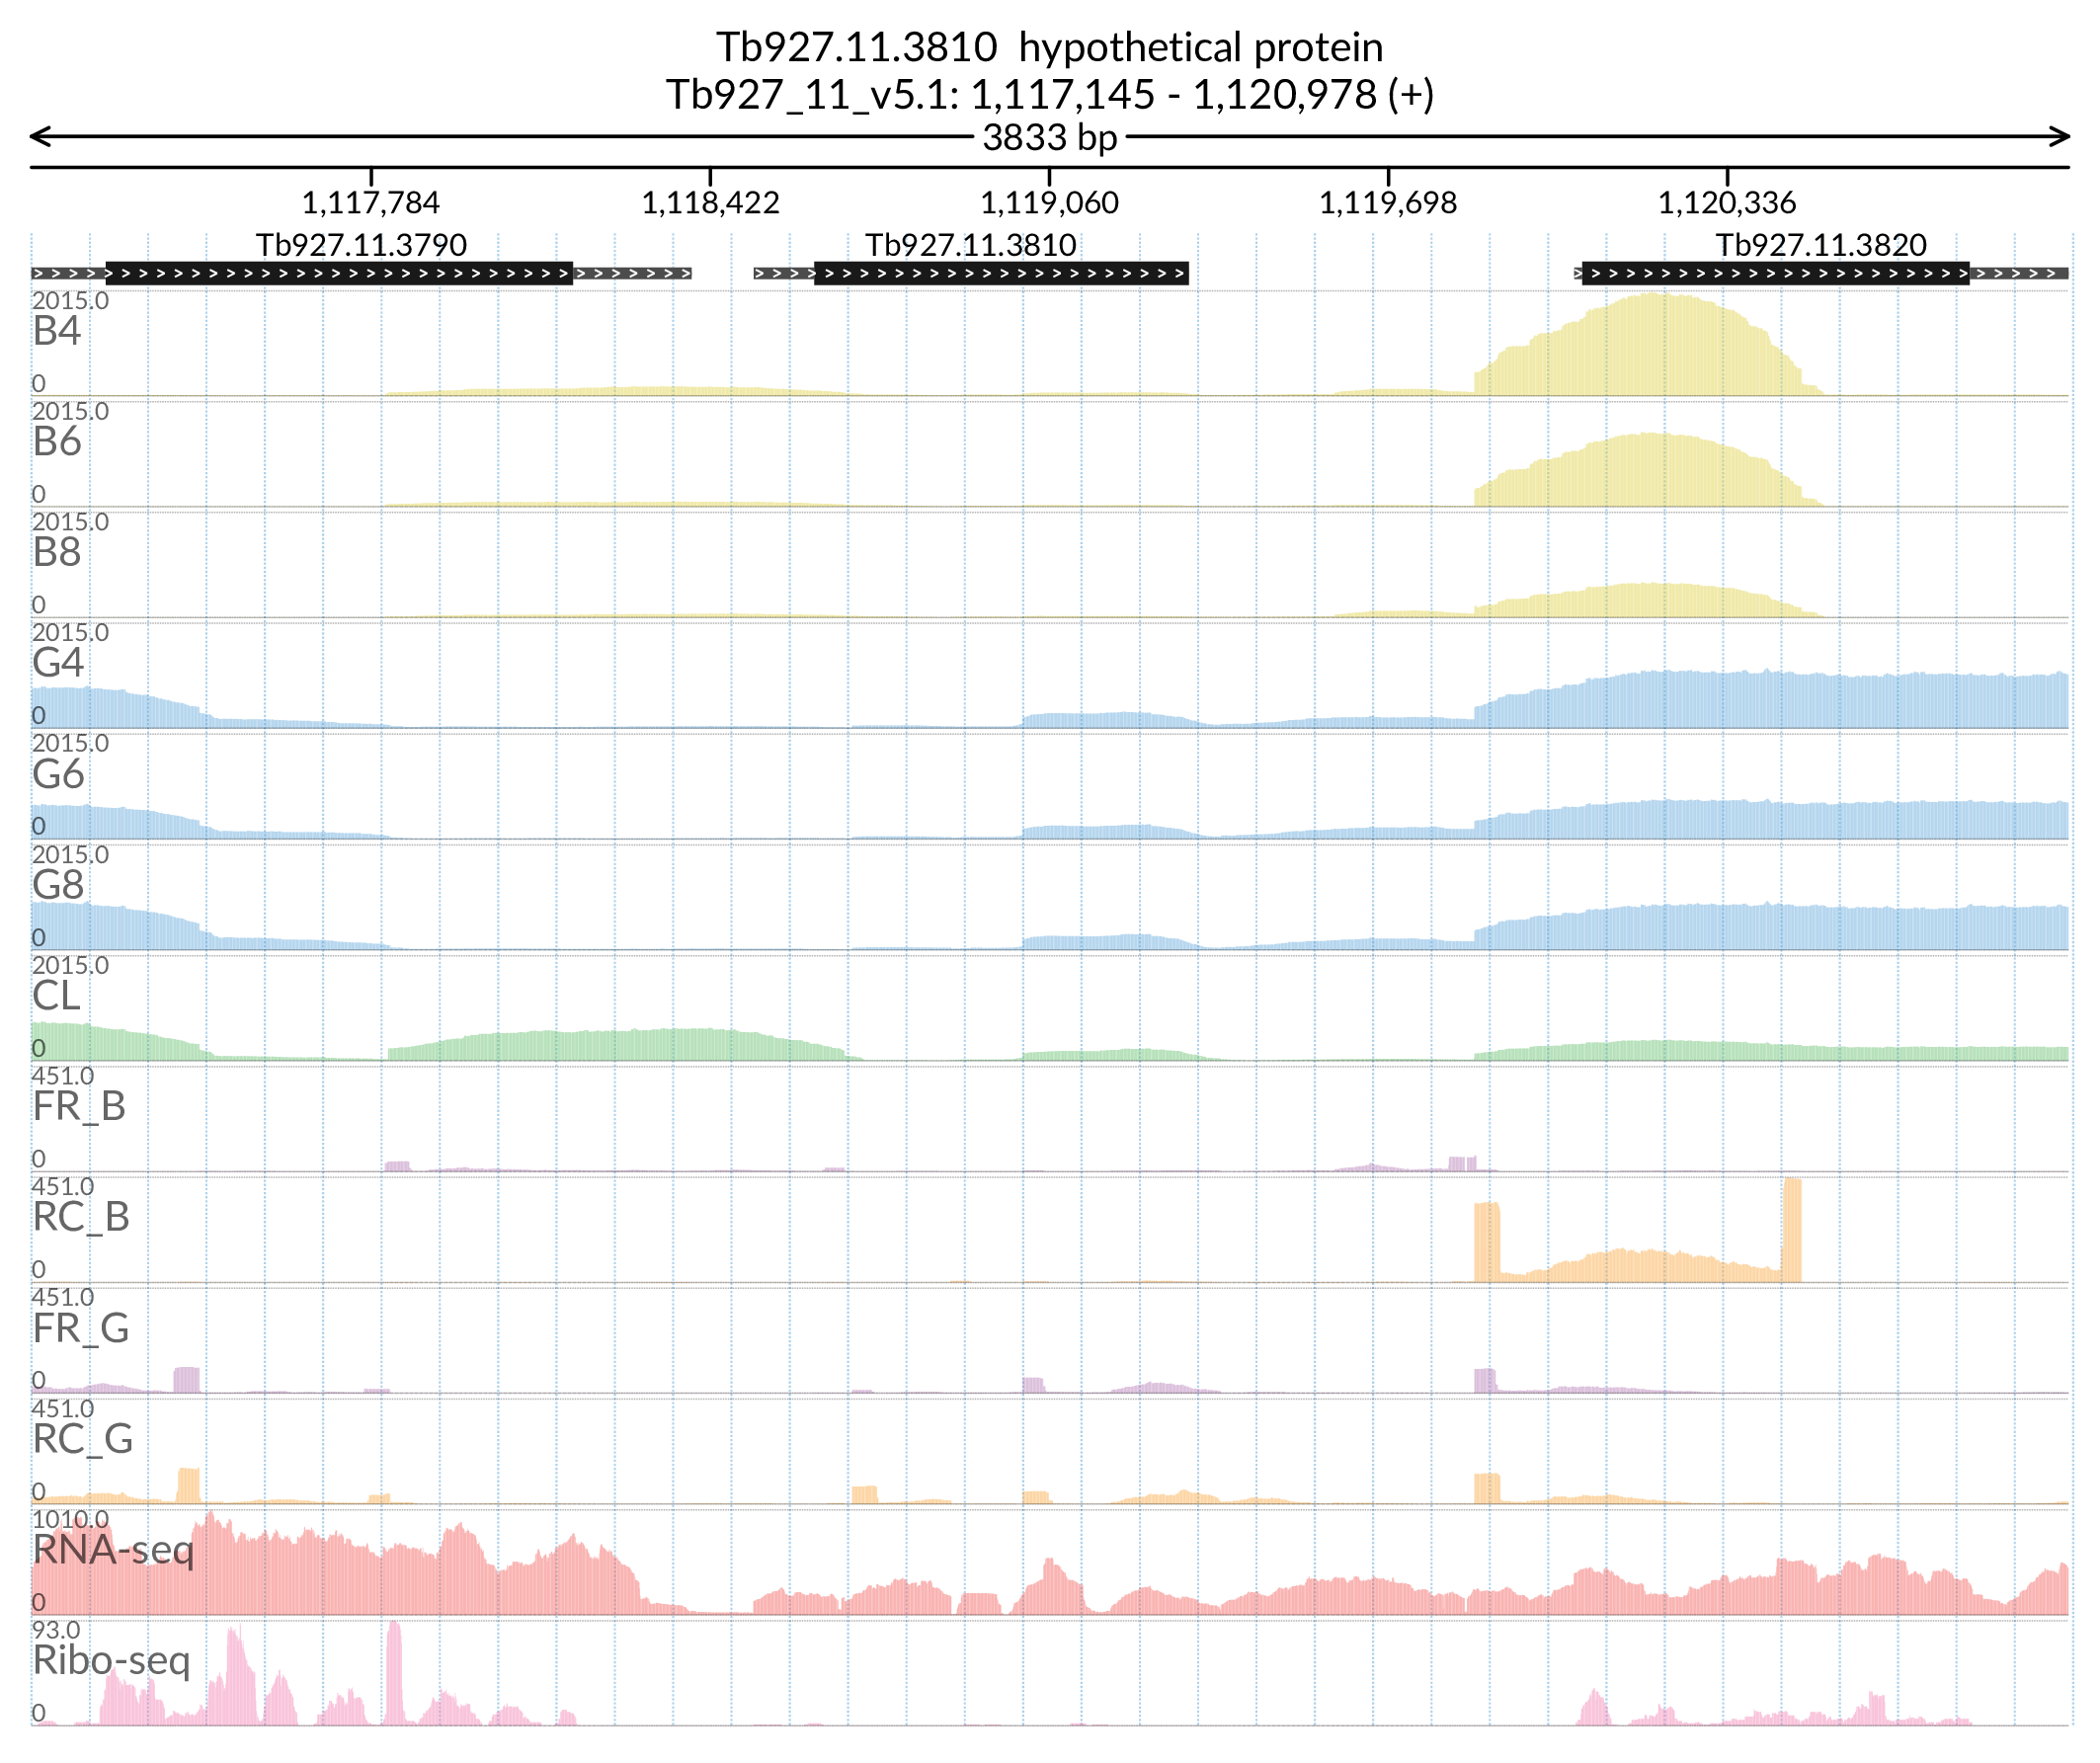 Tb927.11.3810  hypothetical protein
Tb927_11_v5.1: 1,117,145 - 1,120,978 (+)
3833 bp
1,117,784 1,118,422 1,119,060 1,119,698 1,120,336
Tb927.11.3790 Tb927.11.3810 Tb927.11.3820
2015.0
B4
0
2015.0
B6
0
2015.0
B8
0
2015.0
G4
0
2015.0
G6
0
2015.0
G8
0
2015.0
CL
0
451.0
FR_B
0
451.0
RC_B
0
451.0
FR_G
0
451.0
RC_G
0
1010.0
RNA-seq
0
93.0
Ribo-seq
0